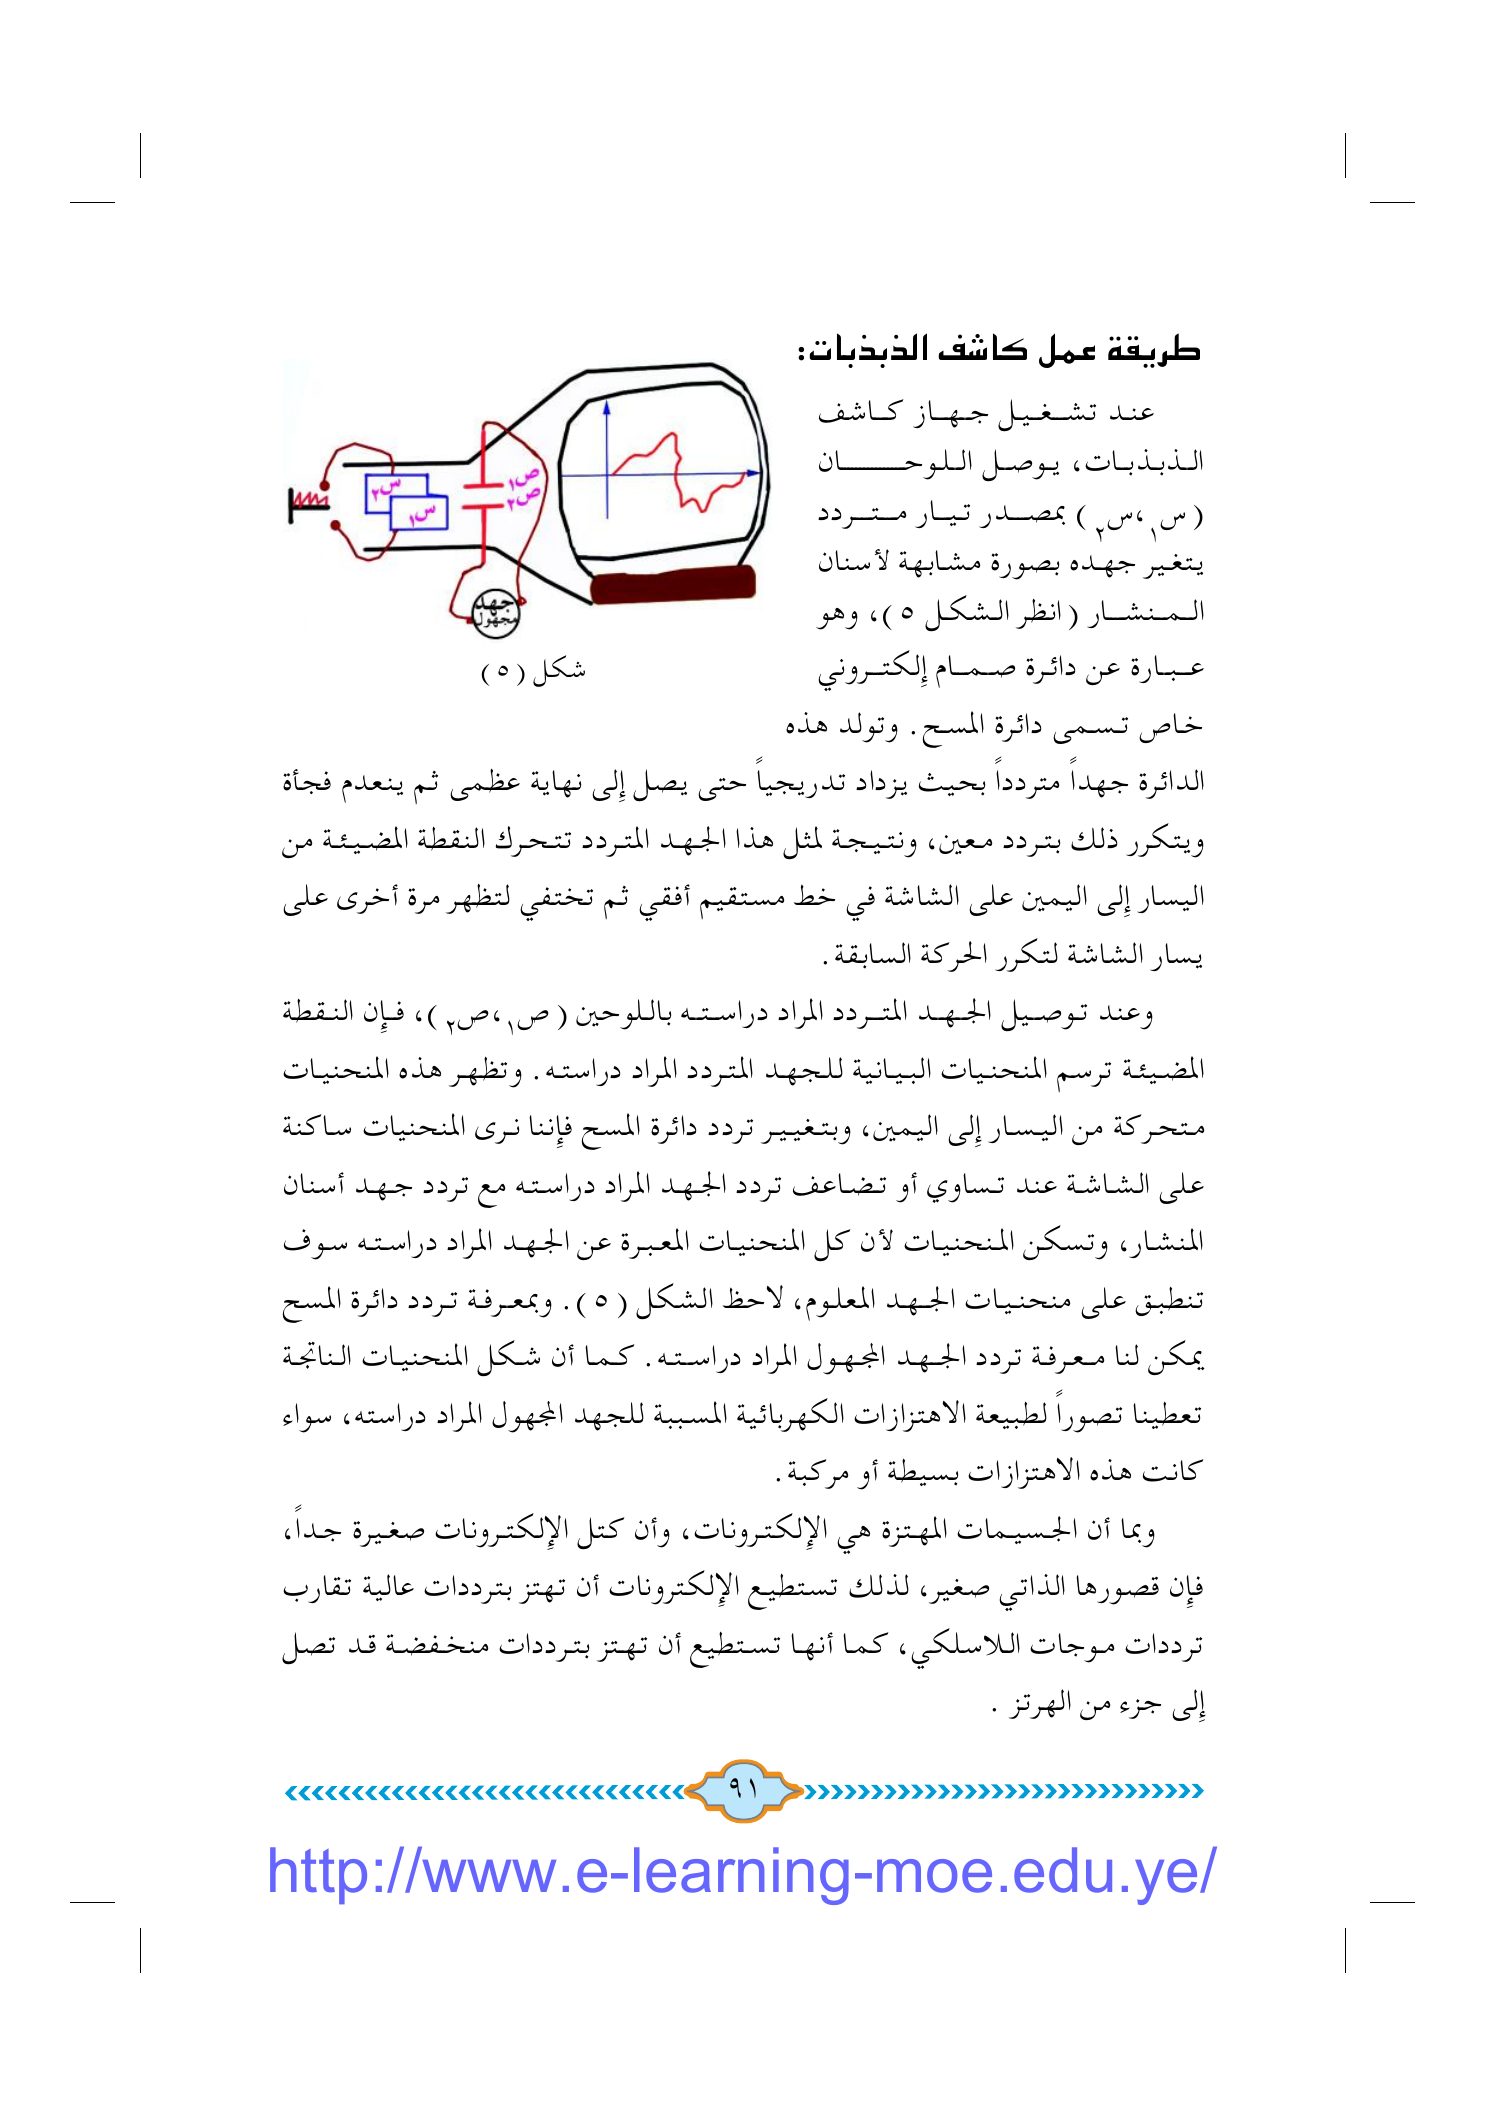 طريقة عمل كاشف الذبذبات:
عند تشغيل جهاز كاشف
الذبذبات، يوصل اللوحان
( س١،س٢ ) بمصدر تيار متردد
يتغير جهده بصورة مشابهة لأسنان
المنشار ( انظر الشكل ٥ )، وهو
عبارة عن دائرة صمام إلكتروني
خاص تسمى دائرة المسح. وتولد هذه
س٢
س١
ص١
ص٢
جهد
مجهول
شكل ( ٥ )
الدائرة جهداً متردداً بحيث يزداد تدريجياً حتى يصل إلى نهاية عظمى ثم ينعدم فجأة
ويتكرر ذلك بتردد معين، ونتيجة لمثل هذا الجهد المتردد تتحرك النقطة المضيئة من
اليسار إلى اليمين على الشاشة في خط مستقيم أفقي ثم تختفي لتظهر مرة أخرى على
يسار الشاشة لتكرر الحركة السابقة.
وعند توصيل الجهد المتردد المراد دراسته باللوحين ( ص١،ص٢ )، فإن النقطة
المضيئة ترسم المنحنيات البيانية للجهد المتردد المراد دراسته. وتظهر هذه المنحنيات
متحركة من اليسار إلى اليمين، وبتغيير تردد دائرة المسح فإننا نرى المنحنيات ساكنة
على الشاشة عند تساوي أو تضاعف تردد الجهد المراد دراسته مع تردد جهد أسنان
المنشار، وتسكن المنحنيات لأن كل المنحنيات المعبرة عن الجهد المراد دراسته سوف
تنطبق على منحنيات الجهد المعلوم، لاحظ الشكل ( ٥ ). وبمعرفة تردد دائرة المسح
يمكن لنا معرفة تردد الجهد المجهول المراد دراسته. كما أن شكل المنحنيات الناتجة
تعطينا تصوراً لطبيعة الاهتزازات الكهربائية المسببة للجهد المجهول المراد دراسته، سواء
كانت هذه الاهتزازات بسيطة أو مركبة.
وبما أن الجسيمات المهتزة هي الإلكترونات، وأن كتل الإلكترونات صغيرة جداً،
فإن قصورها الذاتي صغير، لذلك تستطيع الإلكترونات أن تهتز بترددات عالية تقارب
ترددات موجات اللاسلكي، كما أنها تستطيع أن تهتز بترددات منخفضة قد تصل
إلى جزء من الهرتز .
٩١
http://www.e-learning-moe.edu.ye/